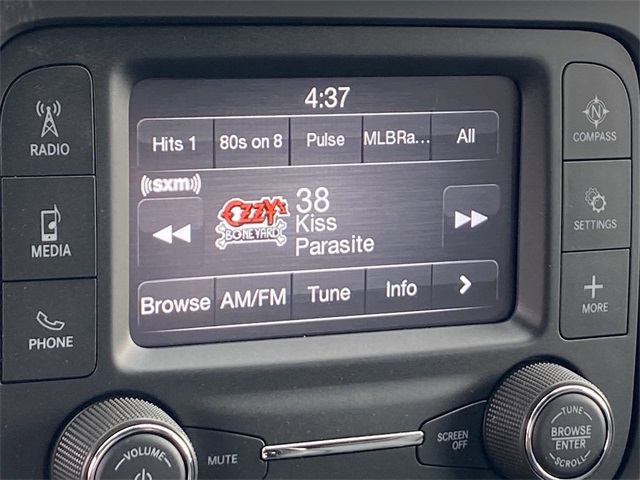 4:37
Hits 1 80s on 8 Pulse MLBRa... All
((sxm))
38
OZZY's
BONEYARD
Kiss
Parasite
Browse AM/FM Tune Info >
RADIO
MEDIA
PHONE
N
COMPASS
SETTINGS
+
MORE
VOLUME
MUTE
SCREEN
OFF
TUNE
BROWSE
ENTER
SCROLL